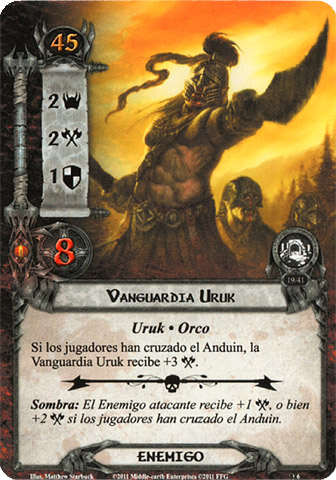 45
2
2
1
8
19/41
Vanguardia Uruk
Uruk • Orco
Si los jugadores han cruzado el Anduin, la
Vanguardia Uruk recibe +3
Sombra: El Enemigo atacante recibe +1 , o bien
+2 si los jugadores han cruzado el Anduin.
ENEMIGO
Illus. Matthew Starbuck ©2011 Middle-earth Enterprises ©2011 FFG